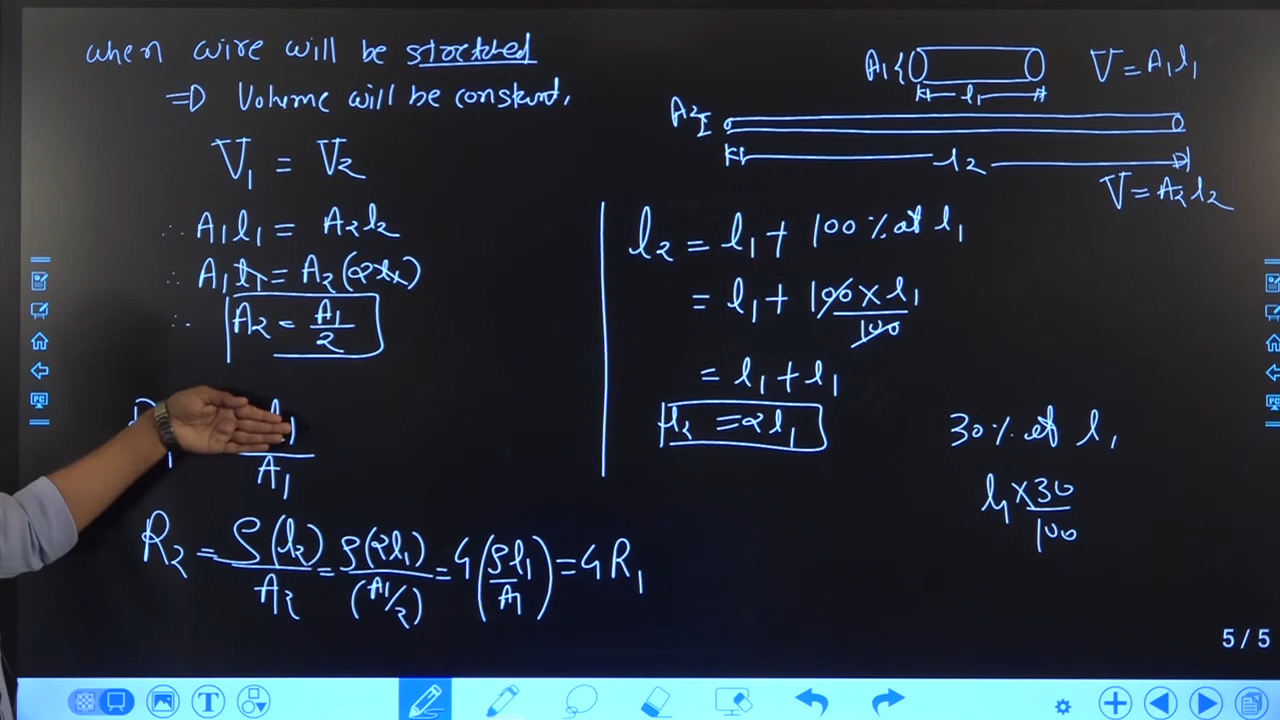 when wire will be stretched
=> Volume will be constant.
V₁ = V₂
∴ A₁l₁ = A₂l₂
∴ A₁l₁ = A₂(2l₁)
∴ A₂ = A₁/2
l₁/A₁
R₂ = ρ(l₂)/A₂ = ρ(2l₁)/(A₁/2) = 4(ρl₁/A₁) = 4R₁
A₁{
l₁
V = A₁l₁
A₂
l₂
V = A₂l₂
l₂ = l₁ + 100% of l₁
= l₁ + 100 × l₁/100
= l₁ + l₁
l₂ = 2l₁
30% of l₁
l₁ × 30/100
5 / 5
PC
PC
T